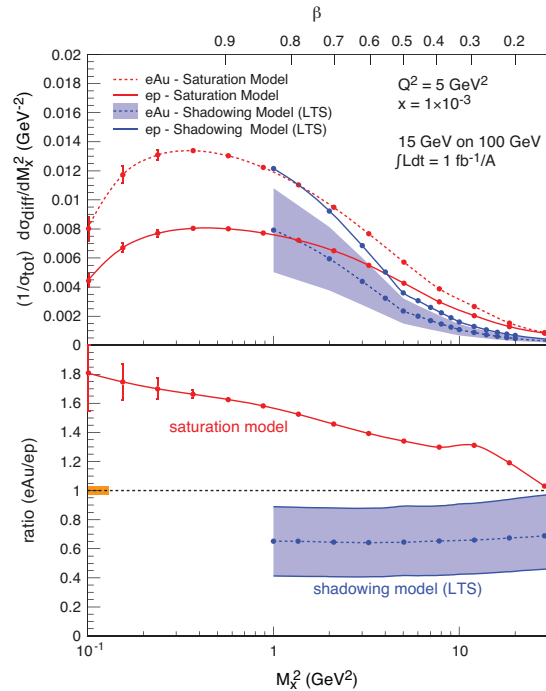 β
0.9 0.8 0.7 0.6 0.5 0.4 0.3 0.2
0.02
0.018
0.016
0.014
0.012
0.01
0.008
0.006
0.004
0.002
0
(1/σtot) dσdiff/dMx² (GeV⁻²)
eAu - Saturation Model
ep - Saturation Model
eAu - Shadowing Model (LTS)
ep - Shadowing Model (LTS)
Q² = 5 GeV²
x = 1×10⁻³
15 GeV on 100 GeV
∫Ldt = 1 fb⁻¹/A
1.8
1.6
1.4
1.2
1
0.8
0.6
0.4
0.2
0
ratio (eAu/ep)
saturation model
shadowing model (LTS)
10⁻¹ 1 10
Mx² (GeV²)